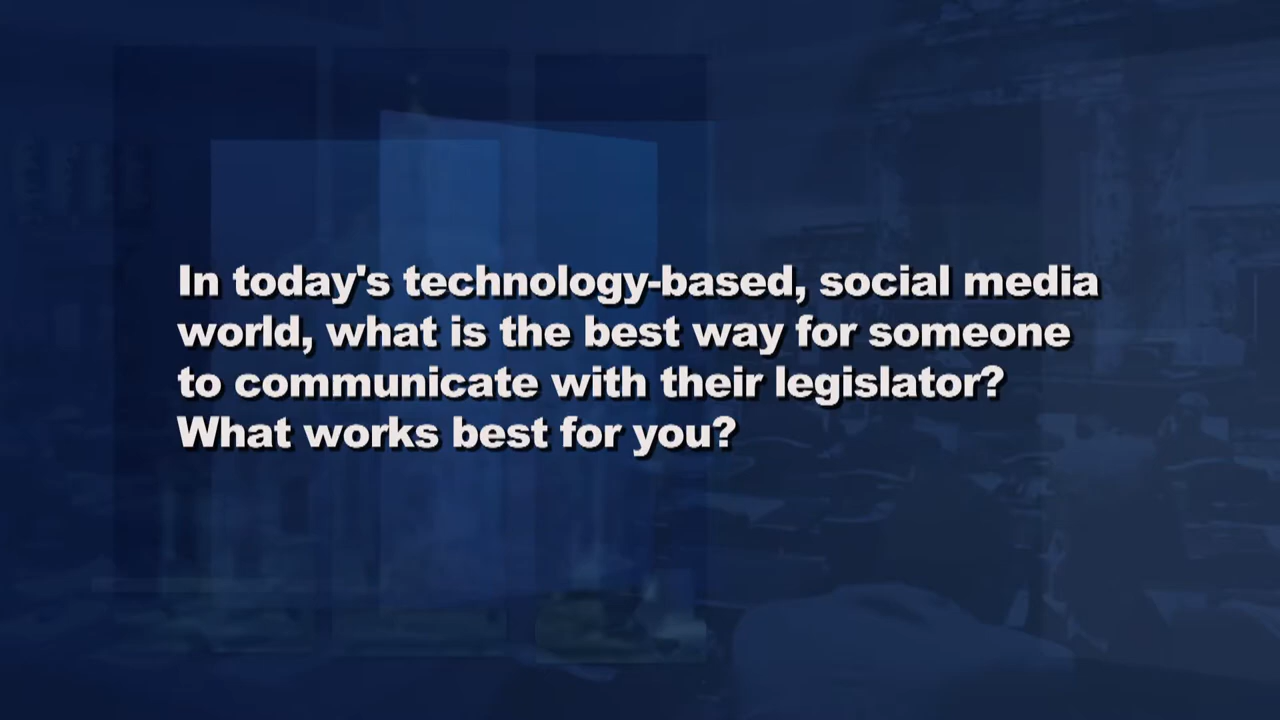 In today's technology-based, social media
world, what is the best way for someone
to communicate with their legislator?
What works best for you?